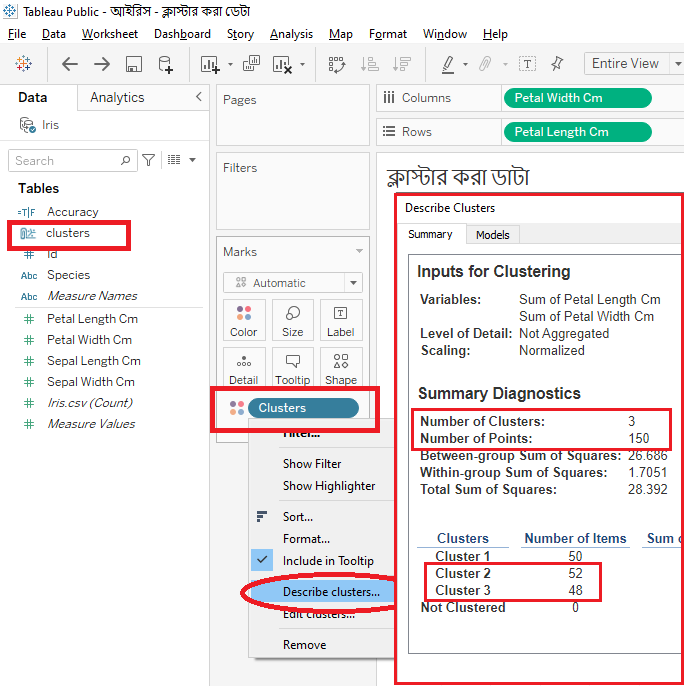 Tableau Public - আইরিস - ক্লাস্টার করা ডেটা
File Data Worksheet Dashboard Story Analysis Map Format Window Help
Entire View
Data Analytics
Iris
Search
Tables
Accuracy
clusters
Id
Species
Measure Names
Petal Length Cm
Petal Width Cm
Sepal Length Cm
Sepal Width Cm
Iris.csv (Count)
Measure Values
Pages
Filters
Marks
Automatic
Color Size Label
Detail Tooltip Shape
Clusters
Filter...
Show Filter
Show Highlighter
Sort...
Format...
Include in Tooltip
Describe clusters...
Edit clusters...
Remove
Columns Petal Width Cm
Rows Petal Length Cm
ক্লাস্টার করা ডাটা
Describe Clusters
Summary Models
Inputs for Clustering
Variables: Sum of Petal Length Cm
Sum of Petal Width Cm
Level of Detail: Not Aggregated
Scaling: Normalized
Summary Diagnostics
Number of Clusters: 3
Number of Points: 150
Between-group Sum of Squares: 26.686
Within-group Sum of Squares: 1.7051
Total Sum of Squares: 28.392
Clusters Number of Items Sum o
Cluster 1 50
Cluster 2 52
Cluster 3 48
Not Clustered 0